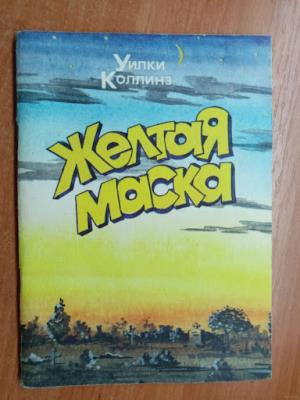 Уилки
Коллинз
Желтая
маска